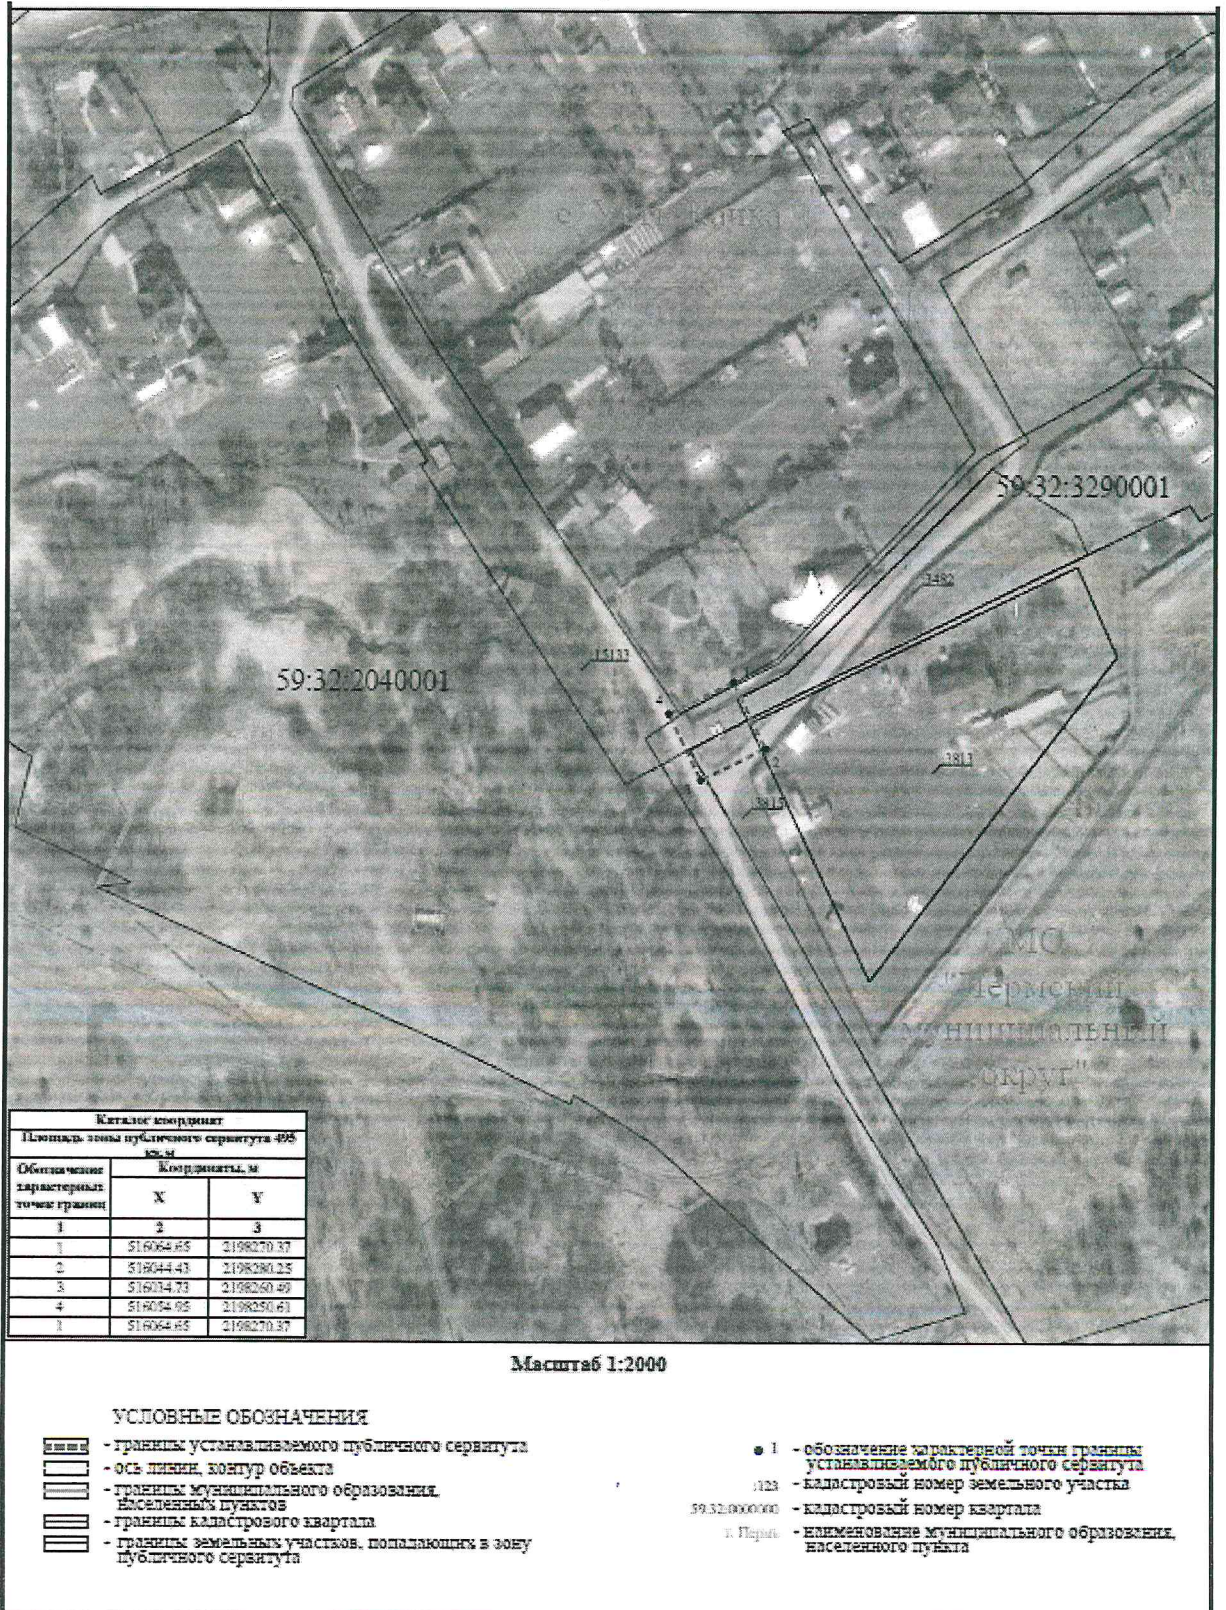 59:32:3290001
:3482
:15133
59:32:2040001
1
4
2
3
:3813
:3815
МО
"Пермский
муниципальный
округ"
Каталог координат
Площадь зоны публичного сервитута 495
кв.м
Обозначение
характерных
точек границ
Координаты, м
X
Y
1
2
3
1
516064.65
2198270.37
2
516044.43
2198280.25
3
516034.73
2198260.49
4
516054.95
2198250.61
1
516064.65
2198270.37
Масштаб 1:2000
УСЛОВНЫЕ ОБОЗНАЧЕНИЯ
- границы устанавливаемого публичного сервитута
- ось линии, контур объекта
- границы муниципального образования,
населенных пунктов
- границы кадастрового квартала
- границы земельных участков, попадающих в зону
публичного сервитута
1 - обозначение характерной точки границы
устанавливаемого публичного сервитута
:123 - кадастровый номер земельного участка
59:32:0000000 - кадастровый номер квартала
г. Пермь - наименование муниципального образования,
населенного пункта